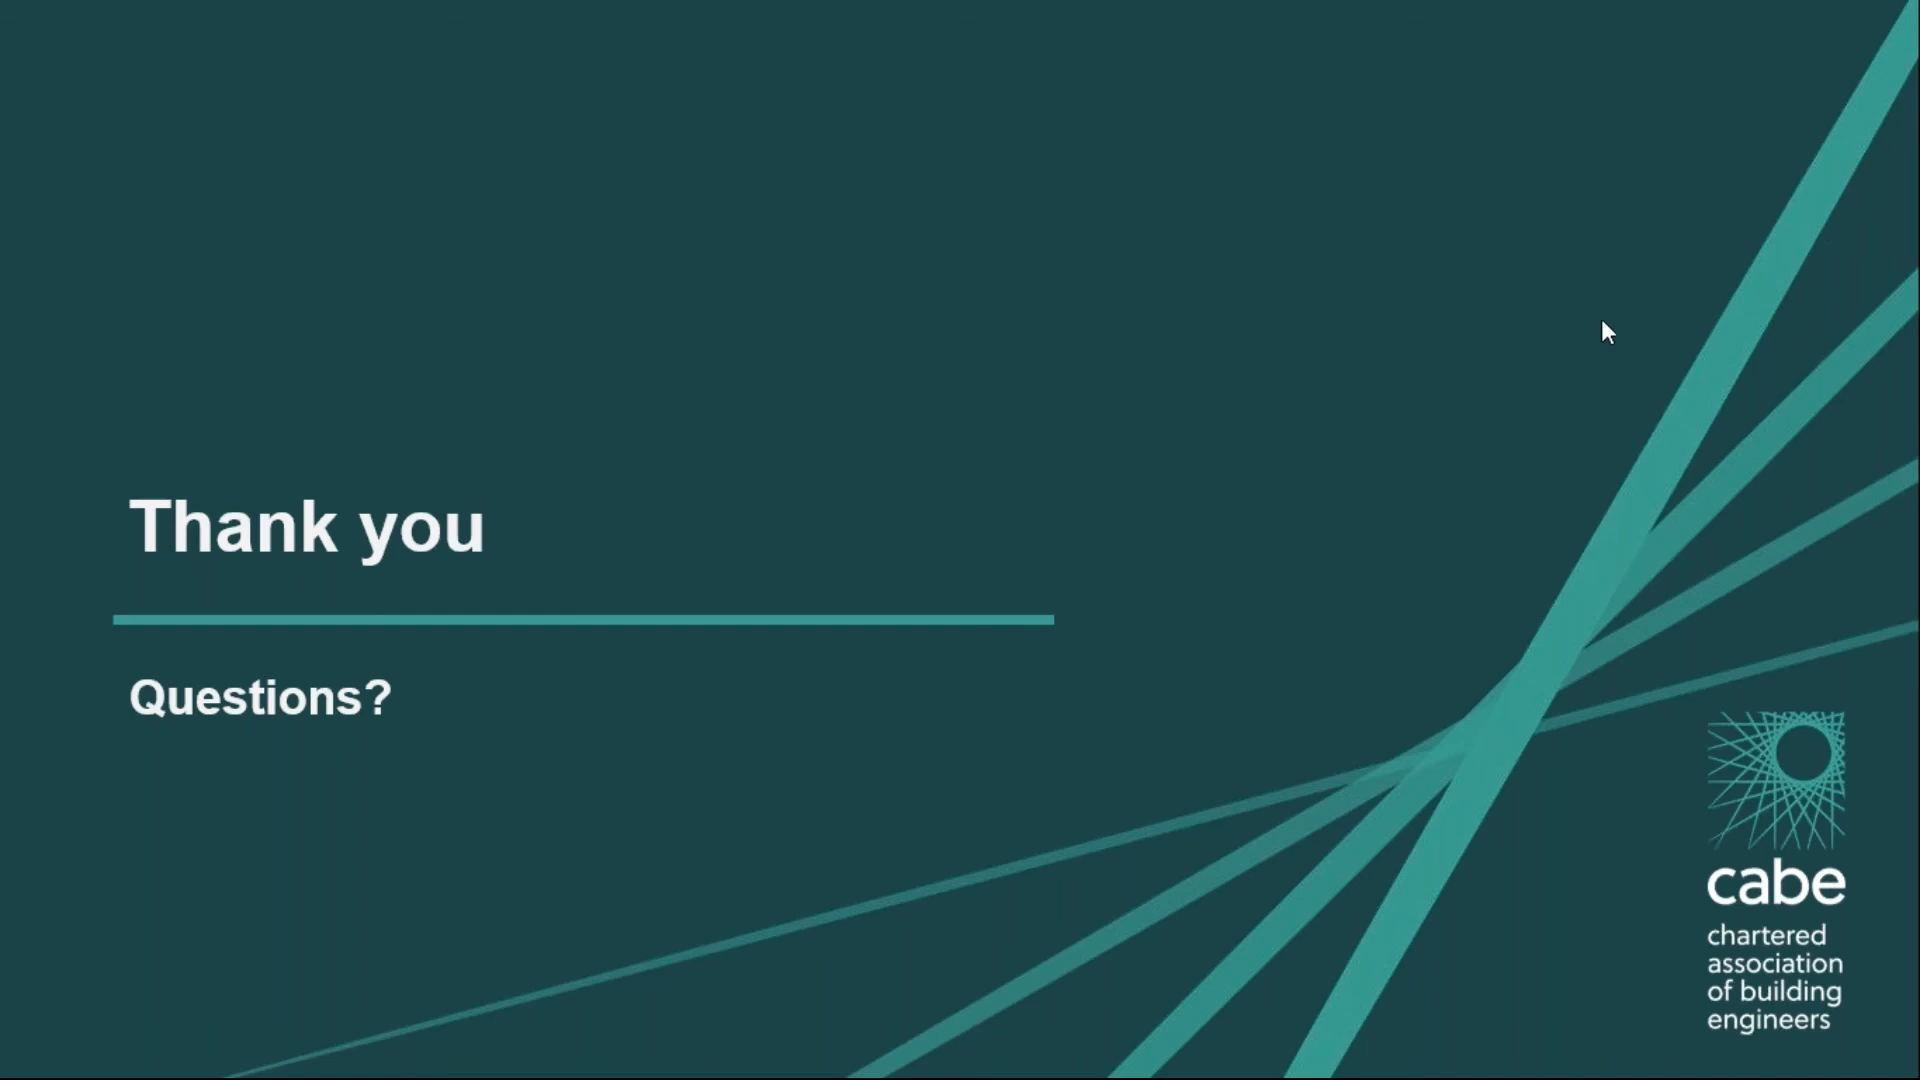 Thank you
Questions?
cabe
chartered
association
of building
engineers